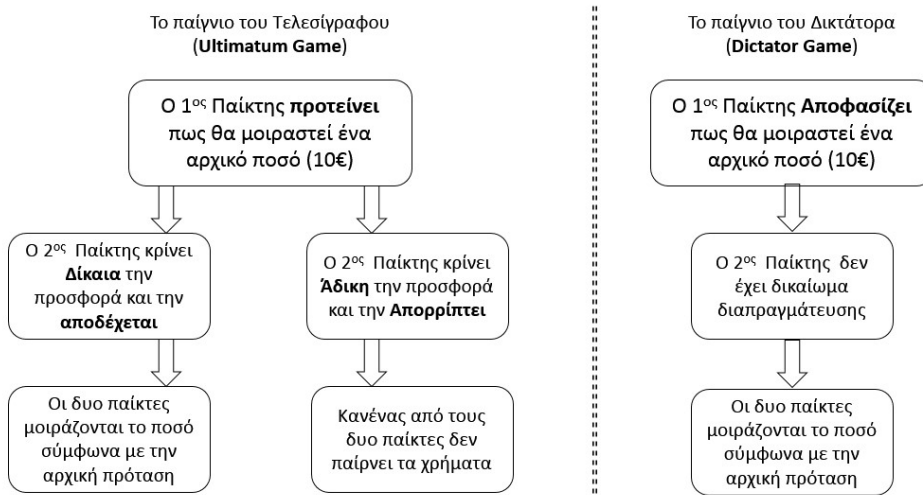 Το παίγνιο του Τελεσίγραφου
(Ultimatum Game)
Ο 1ος Παίκτης προτείνει
πως θα μοιραστεί ένα
αρχικό ποσό (10€)
Ο 2ος Παίκτης κρίνει
Δίκαια την
προσφορά και την
αποδέχεται
Ο 2ος Παίκτης κρίνει
Άδικη την προσφορά
και την Απορρίπτει
Οι δυο παίκτες
μοιράζονται το ποσό
σύμφωνα με την
αρχική πρόταση
Κανένας από τους
δυο παίκτες δεν
παίρνει τα χρήματα
Το παίγνιο του Δικτάτορα
(Dictator Game)
Ο 1ος Παίκτης Αποφασίζει
πως θα μοιραστεί ένα
αρχικό ποσό (10€)
Ο 2ος Παίκτης δεν
έχει δικαίωμα
διαπραγμάτευσης
Οι δυο παίκτες
μοιράζονται το ποσό
σύμφωνα με την
αρχική πρόταση